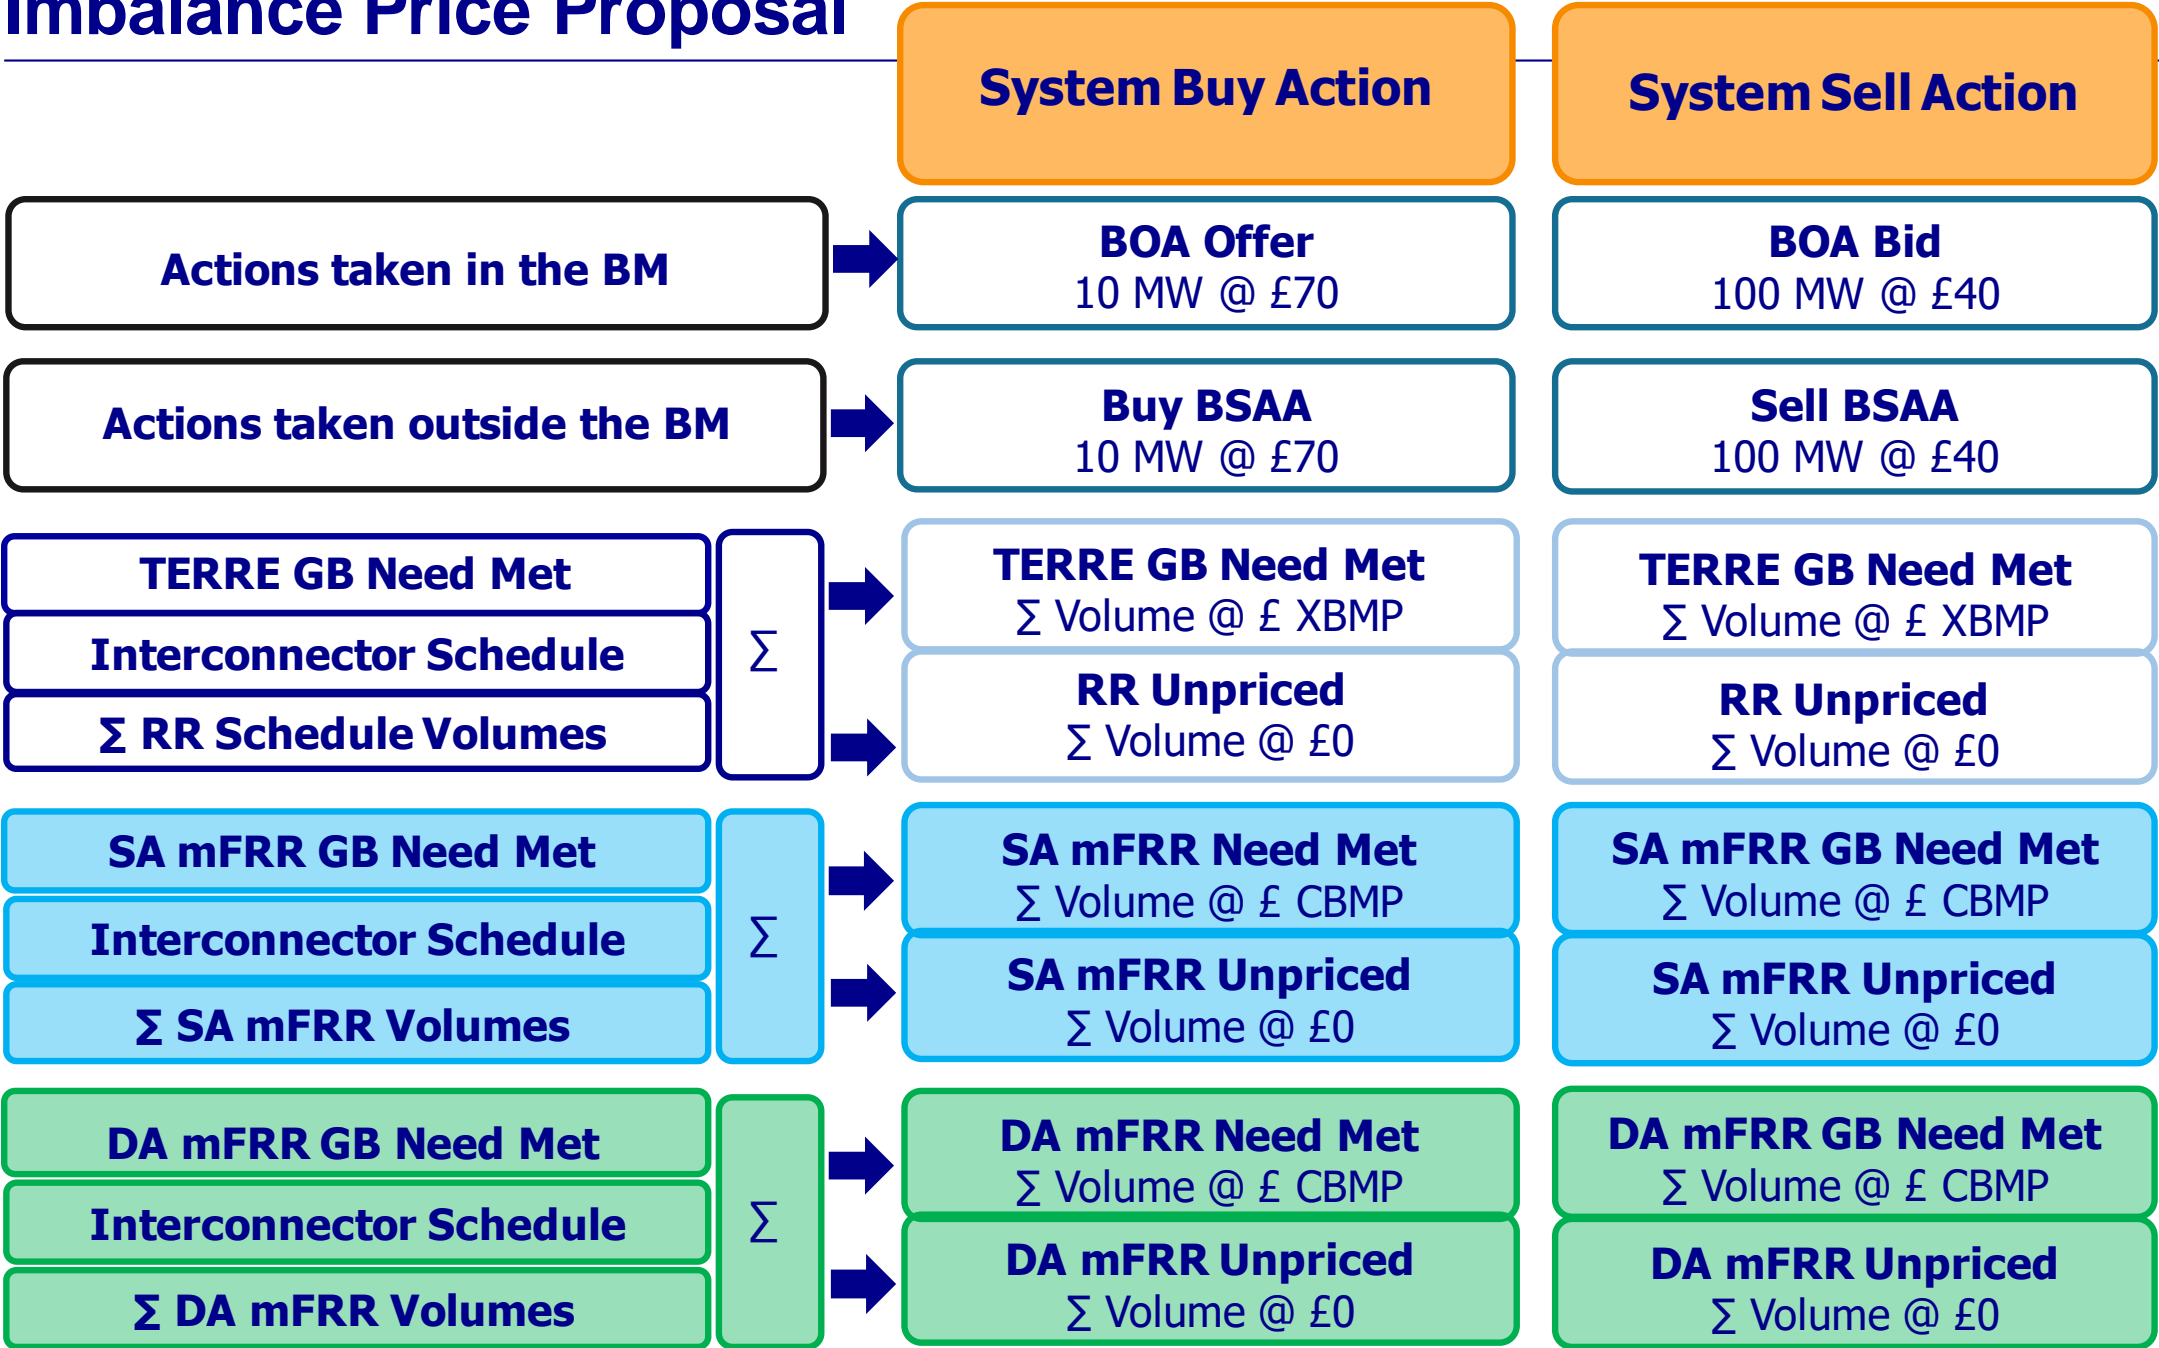 Imbalance Price Proposal
System Buy Action
System Sell Action
Actions taken in the BM
BOA Offer
10 MW @ £70
BOA Bid
100 MW @ £40
Actions taken outside the BM
Buy BSAA
10 MW @ £70
Sell BSAA
100 MW @ £40
TERRE GB Need Met
Interconnector Schedule
∑ RR Schedule Volumes
∑
TERRE GB Need Met
∑ Volume @ £ XBMP
RR Unpriced
∑ Volume @ £0
TERRE GB Need Met
∑ Volume @ £ XBMP
RR Unpriced
∑ Volume @ £0
SA mFRR GB Need Met
Interconnector Schedule
∑ SA mFRR Volumes
∑
SA mFRR Need Met
∑ Volume @ £ CBMP
SA mFRR Unpriced
∑ Volume @ £0
SA mFRR GB Need Met
∑ Volume @ £ CBMP
SA mFRR Unpriced
∑ Volume @ £0
DA mFRR GB Need Met
Interconnector Schedule
∑ DA mFRR Volumes
∑
DA mFRR Need Met
∑ Volume @ £ CBMP
DA mFRR Unpriced
∑ Volume @ £0
DA mFRR GB Need Met
∑ Volume @ £ CBMP
DA mFRR Unpriced
∑ Volume @ £0